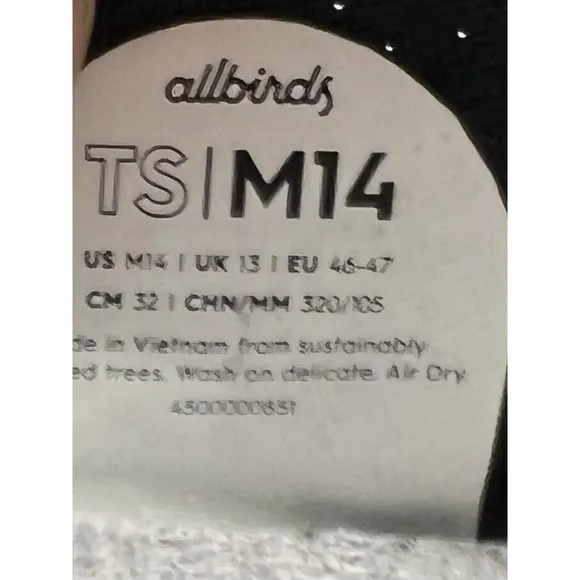 allbirds
TS | M14
US M14 | UK 13 | EU 46-47
CM 32 | CHN/MM 320/105
de in Vietnam from sustainably
ed trees. Wash on delicate. Air Dry
4500000851